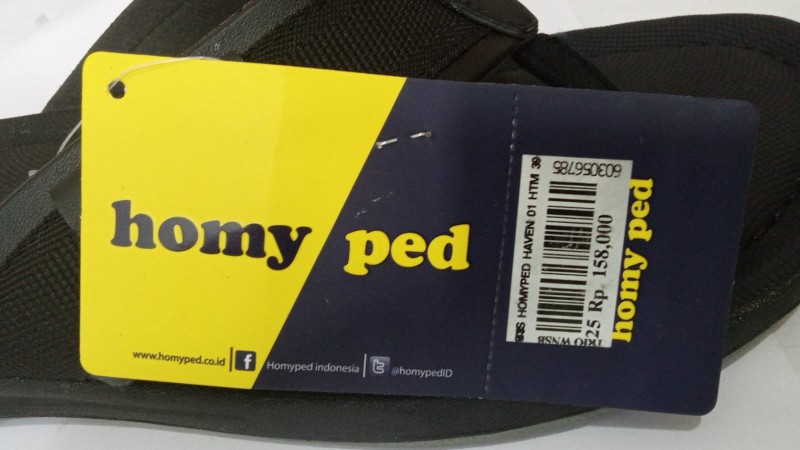 homy ped
www.homyped.co.id
f
Homyped indonesia
t
@homypedID
HOMYPED HAVEN 01 HTM 39
603056785
25 Rp. 158,000
homy ped